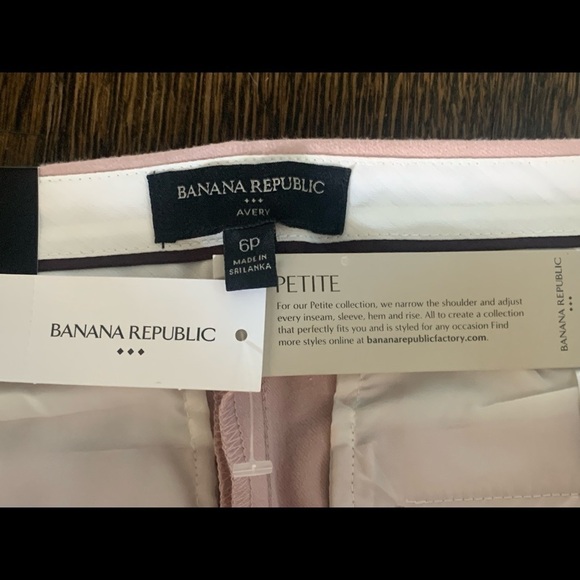 BANANA REPUBLIC
AVERY
6P
MADE IN
SRI LANKA
PETITE
For our Petite collection, we narrow the shoulder and adjust
every inseam, sleeve, hem and rise. All to create a collection
that perfectly fits you and is styled for any occasion Find
more styles online at bananarepublicfactory.com.
BANANA REPUBLIC
BANANA REPUBLIC